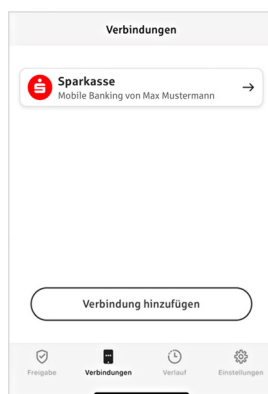 Verbindungen
Sparkasse
Mobile Banking von Max Mustermann
Verbindung hinzufügen
Freigabe Verbindungen Verlauf Einstellungen